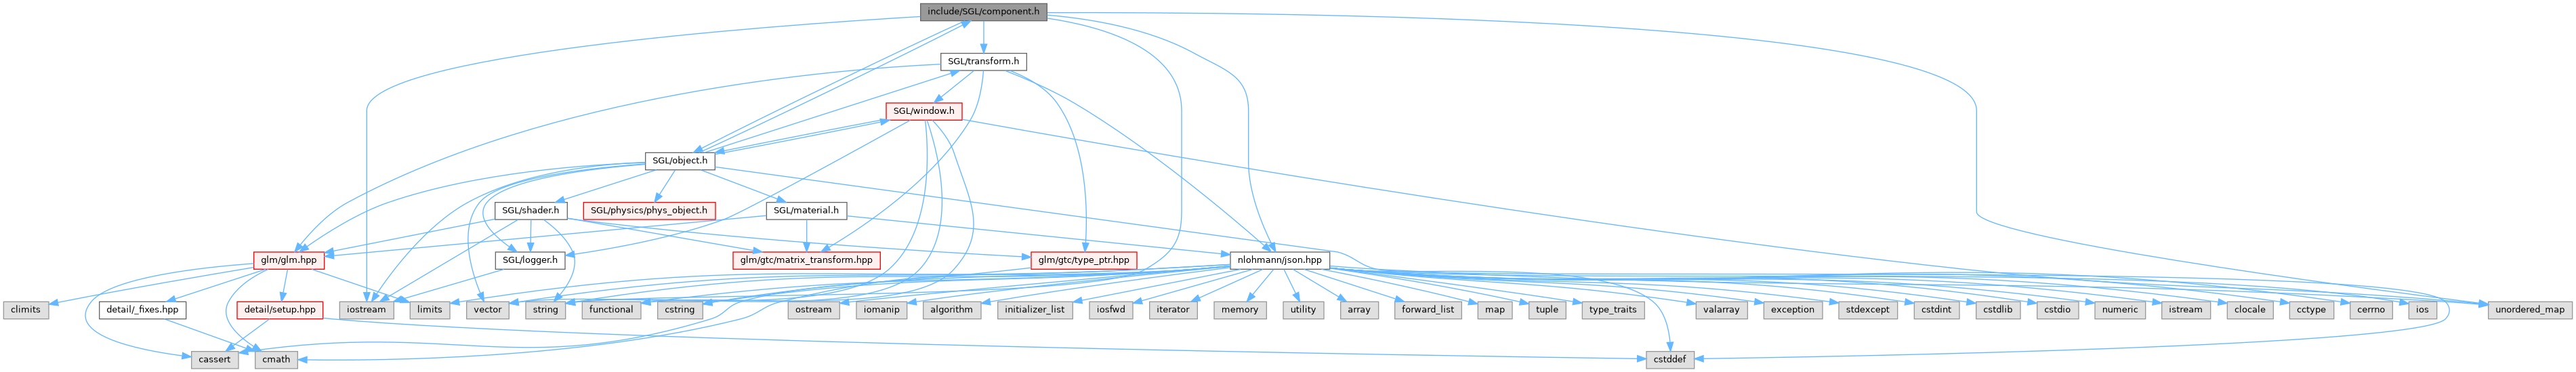 include/SGL/component.h
SGL/transform.h
SGL/window.h
SGL/object.h
SGL/shader.h
SGL/physics/phys_object.h
SGL/material.h
glm/glm.hpp
SGL/logger.h
glm/gtc/matrix_transform.hpp
glm/gtc/type_ptr.hpp
nlohmann/json.hpp
climits
detail/_fixes.hpp
detail/setup.hpp
iostream
limits
vector
string
functional
cstring
ostream
iomanip
algorithm
initializer_list
iosfwd
iterator
memory
utility
array
forward_list
map
tuple
type_traits
valarray
exception
stdexcept
cstdint
cstdlib
cstdio
numeric
istream
clocale
cctype
cerrno
ios
unordered_map
cassert
cmath
cstddef